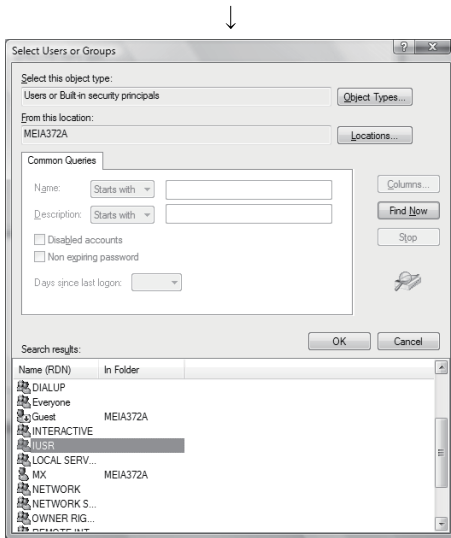 Select Users or Groups
Select this object type:
Users or Built-in security principals
Object Types...
From this location:
MEIA372A
Locations...
Common Queries
Name: Starts with
Columns...
Description: Starts with
Find Now
Disabled accounts
Stop
Non expiring password
Days since last logon:
OK Cancel
Search results:
Name (RDN) In Folder
DIALUP
Everyone
Guest MEIA372A
INTERACTIVE
IUSR
LOCAL SERV...
MX MEIA372A
NETWORK
NETWORK S...
OWNER RIG...
REMOTE INT...